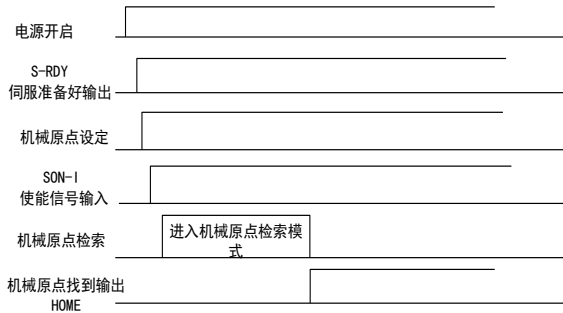 电源开启
S-RDY
伺服准备好输出
机械原点设定
SON-I
使能信号输入
机械原点检索
进入机械原点检索模
式
机械原点找到输出
HOME